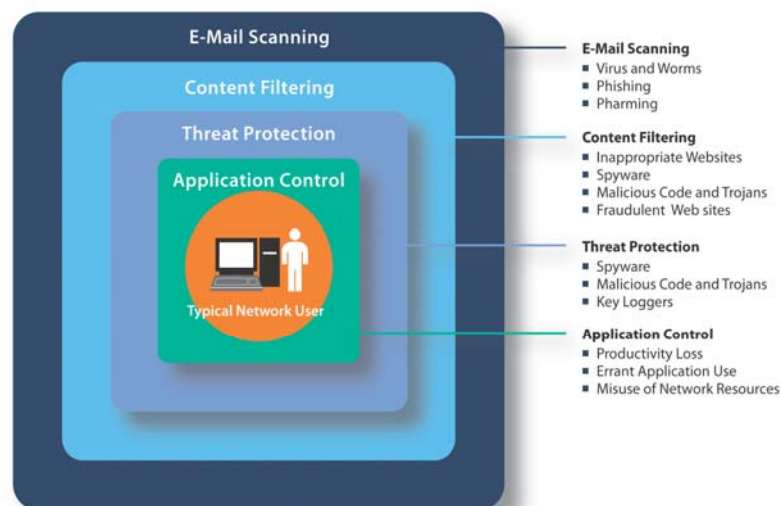 E-Mail Scanning
Content Filtering
Threat Protection
Application Control
Typical Network User
E-Mail Scanning
Virus and Worms
Phishing
Pharming
Content Filtering
Inappropriate Websites
Spyware
Malicious Code and Trojans
Fraudulent Web sites
Threat Protection
Spyware
Malicious Code and Trojans
Key Loggers
Application Control
Productivity Loss
Errant Application Use
Misuse of Network Resources